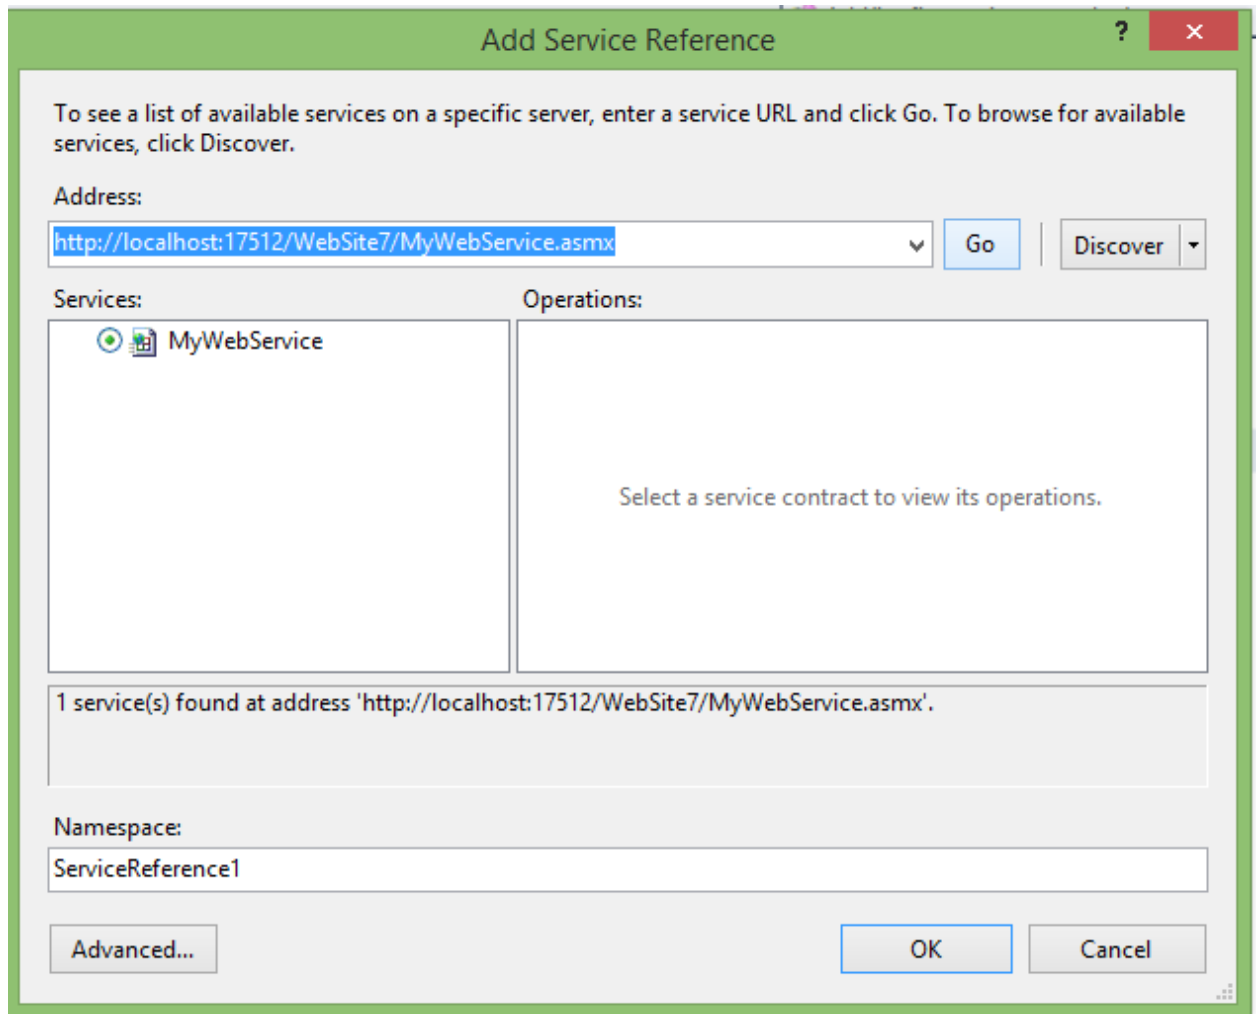 Add Service Reference
?
To see a list of available services on a specific server, enter a service URL and click Go. To browse for available
services, click Discover.
Address:
http://localhost:17512/WebSite7/MyWebService.asmx
Go
Discover
Services:
Operations:
MyWebService
Select a service contract to view its operations.
1 service(s) found at address 'http://localhost:17512/WebSite7/MyWebService.asmx'.
Namespace:
ServiceReference1
Advanced...
OK
Cancel